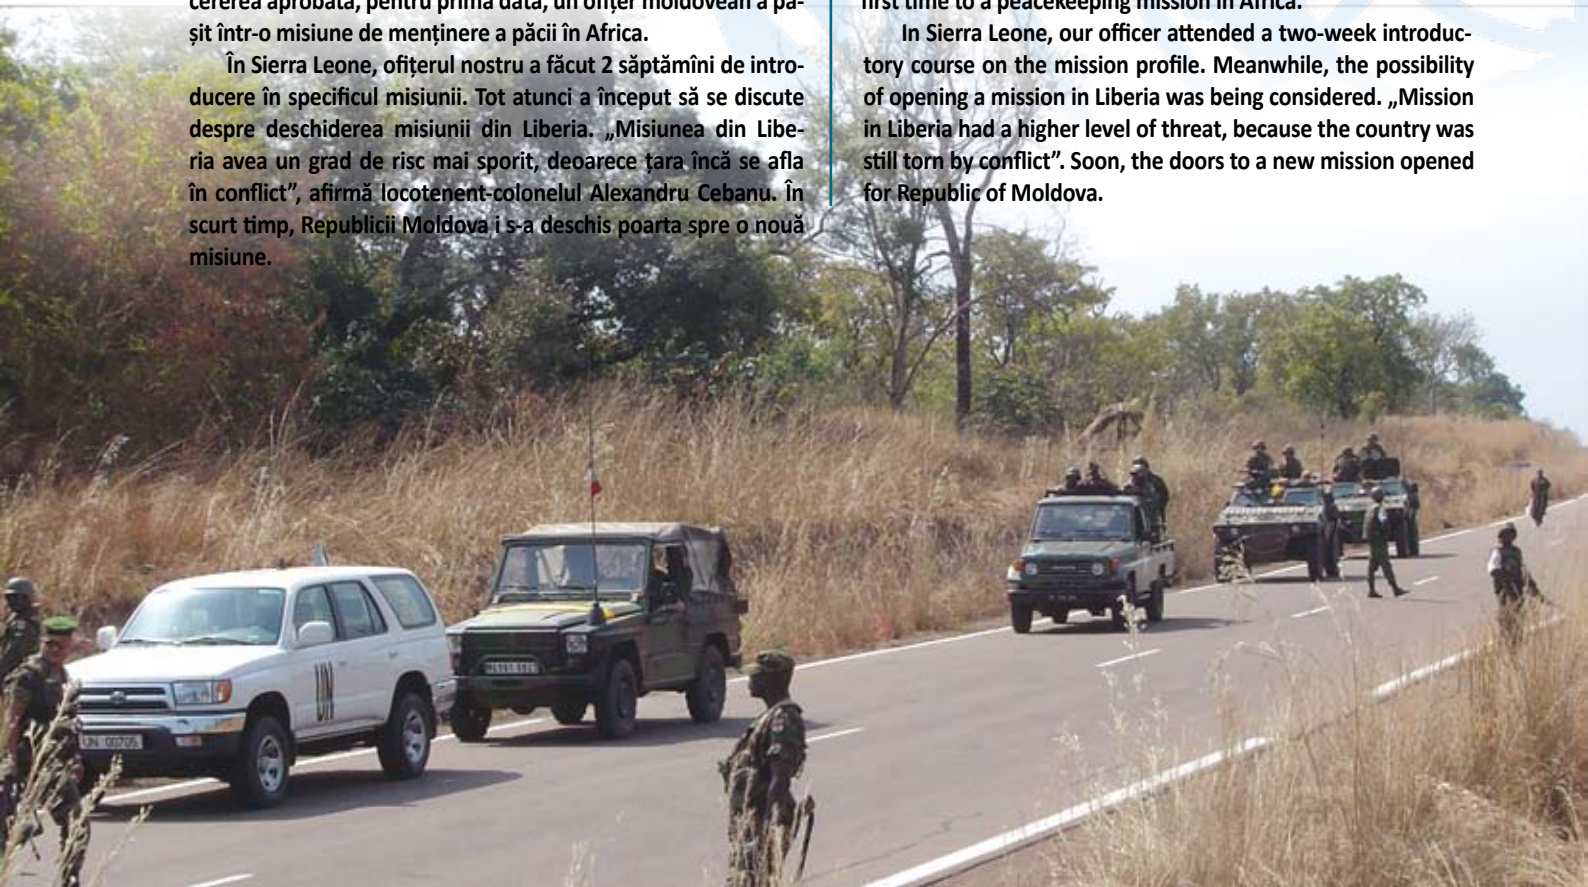 cererea aprobată, pentru prima dată, un ofițer moldovean a pă-
șit într-o misiune de menținere a păcii în Africa.
În Sierra Leone, ofițerul nostru a făcut 2 săptămîni de intro-
ducere în specificul misiunii. Tot atunci a început să se discute
despre deschiderea misiunii din Liberia. „Misiunea din Libe-
ria avea un grad de risc mai sporit, deoarece țara încă se afla
în conflict”, afirmă locotenent-colonelul Alexandru Cebanu. În
scurt timp, Republicii Moldova i s-a deschis poarta spre o nouă
misiune.
first time to a peacekeeping mission in Africa.
In Sierra Leone, our officer attended a two-week introduc-
tory course on the mission profile. Meanwhile, the possibility
of opening a mission in Liberia was being considered. „Mission
in Liberia had a higher level of threat, because the country was
still torn by conflict”. Soon, the doors to a new mission opened
for Republic of Moldova.
UN
UN 00705